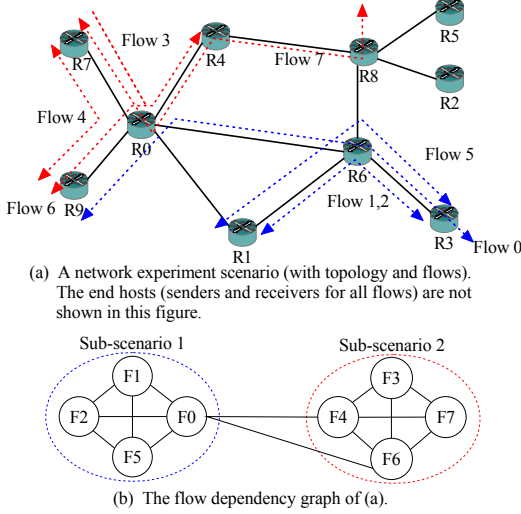 Flow 3
R7
R4
Flow 7
R8
R5
R2
Flow 4
R0
Flow 5
R6
Flow 6
R9
Flow 1,2
R1
R3
Flow 0
(a) A network experiment scenario (with topology and flows).
The end hosts (senders and receivers for all flows) are not
shown in this figure.
Sub-scenario 1
Sub-scenario 2
F1
F2
F0
F5
F3
F4
F7
F6
(b) The flow dependency graph of (a).